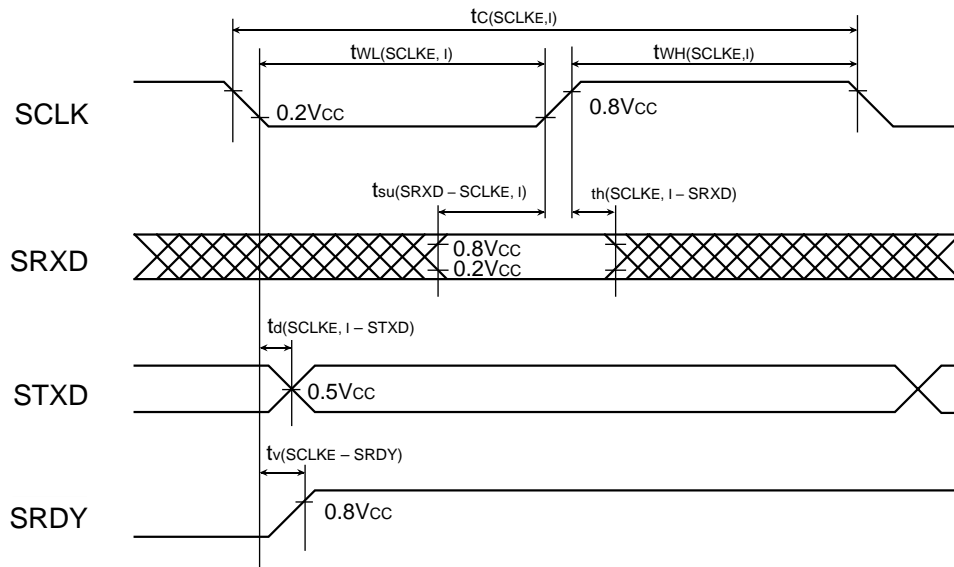 tC(SCLKE,I)
tWL(SCLKE, I)
tWH(SCLKE,I)
SCLK
0.2VCC
0.8VCC
tsu(SRXD – SCLKE, I)
th(SCLKE, I – SRXD)
SRXD
0.8VCC
0.2VCC
td(SCLKE, I – STXD)
STXD
0.5VCC
tv(SCLKE – SRDY)
SRDY
0.8VCC